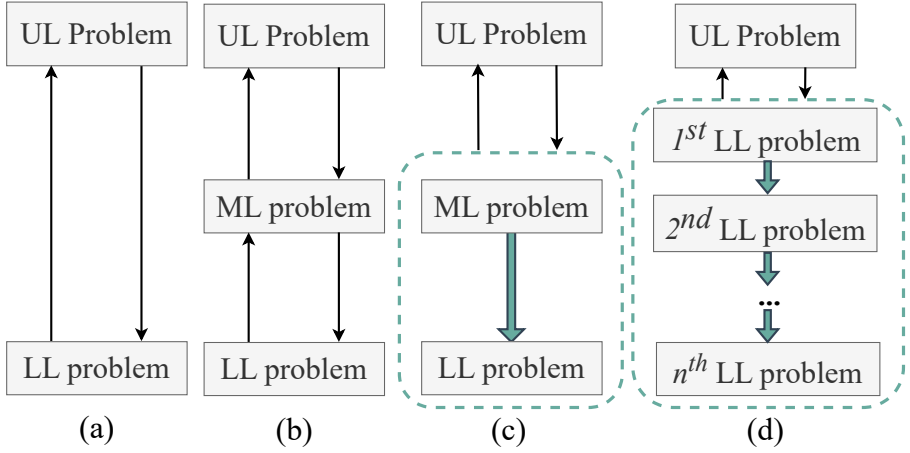 UL Problem
LL problem
(a)
UL Problem
ML problem
LL problem
(b)
UL Problem
ML problem
LL problem
(c)
UL Problem
1st LL problem
2nd LL problem
...
nth LL problem
(d)